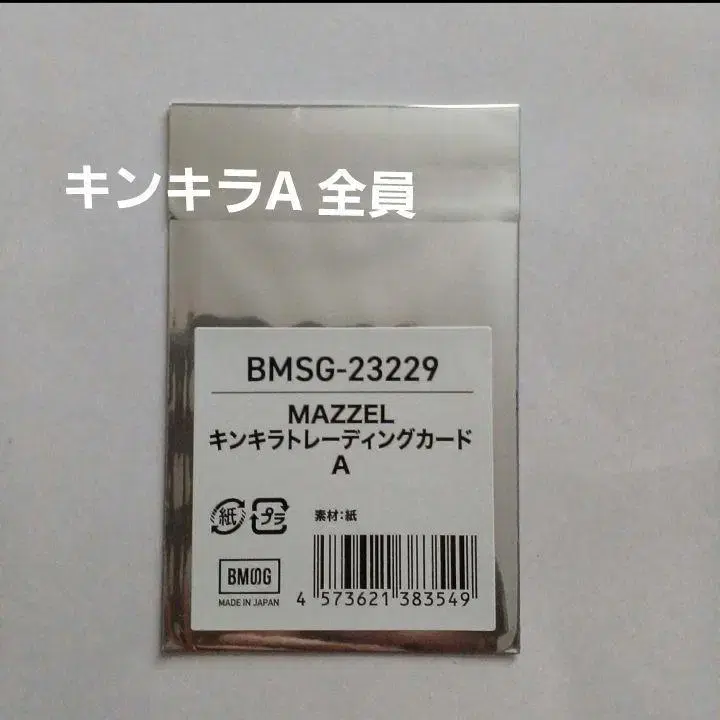 キンキラA 全員
BMSG-23229
MAZZEL
キンキラトレーディングカード
A
紙 プラ 素材:紙
BMSG
MADE IN JAPAN
4 573621 383549